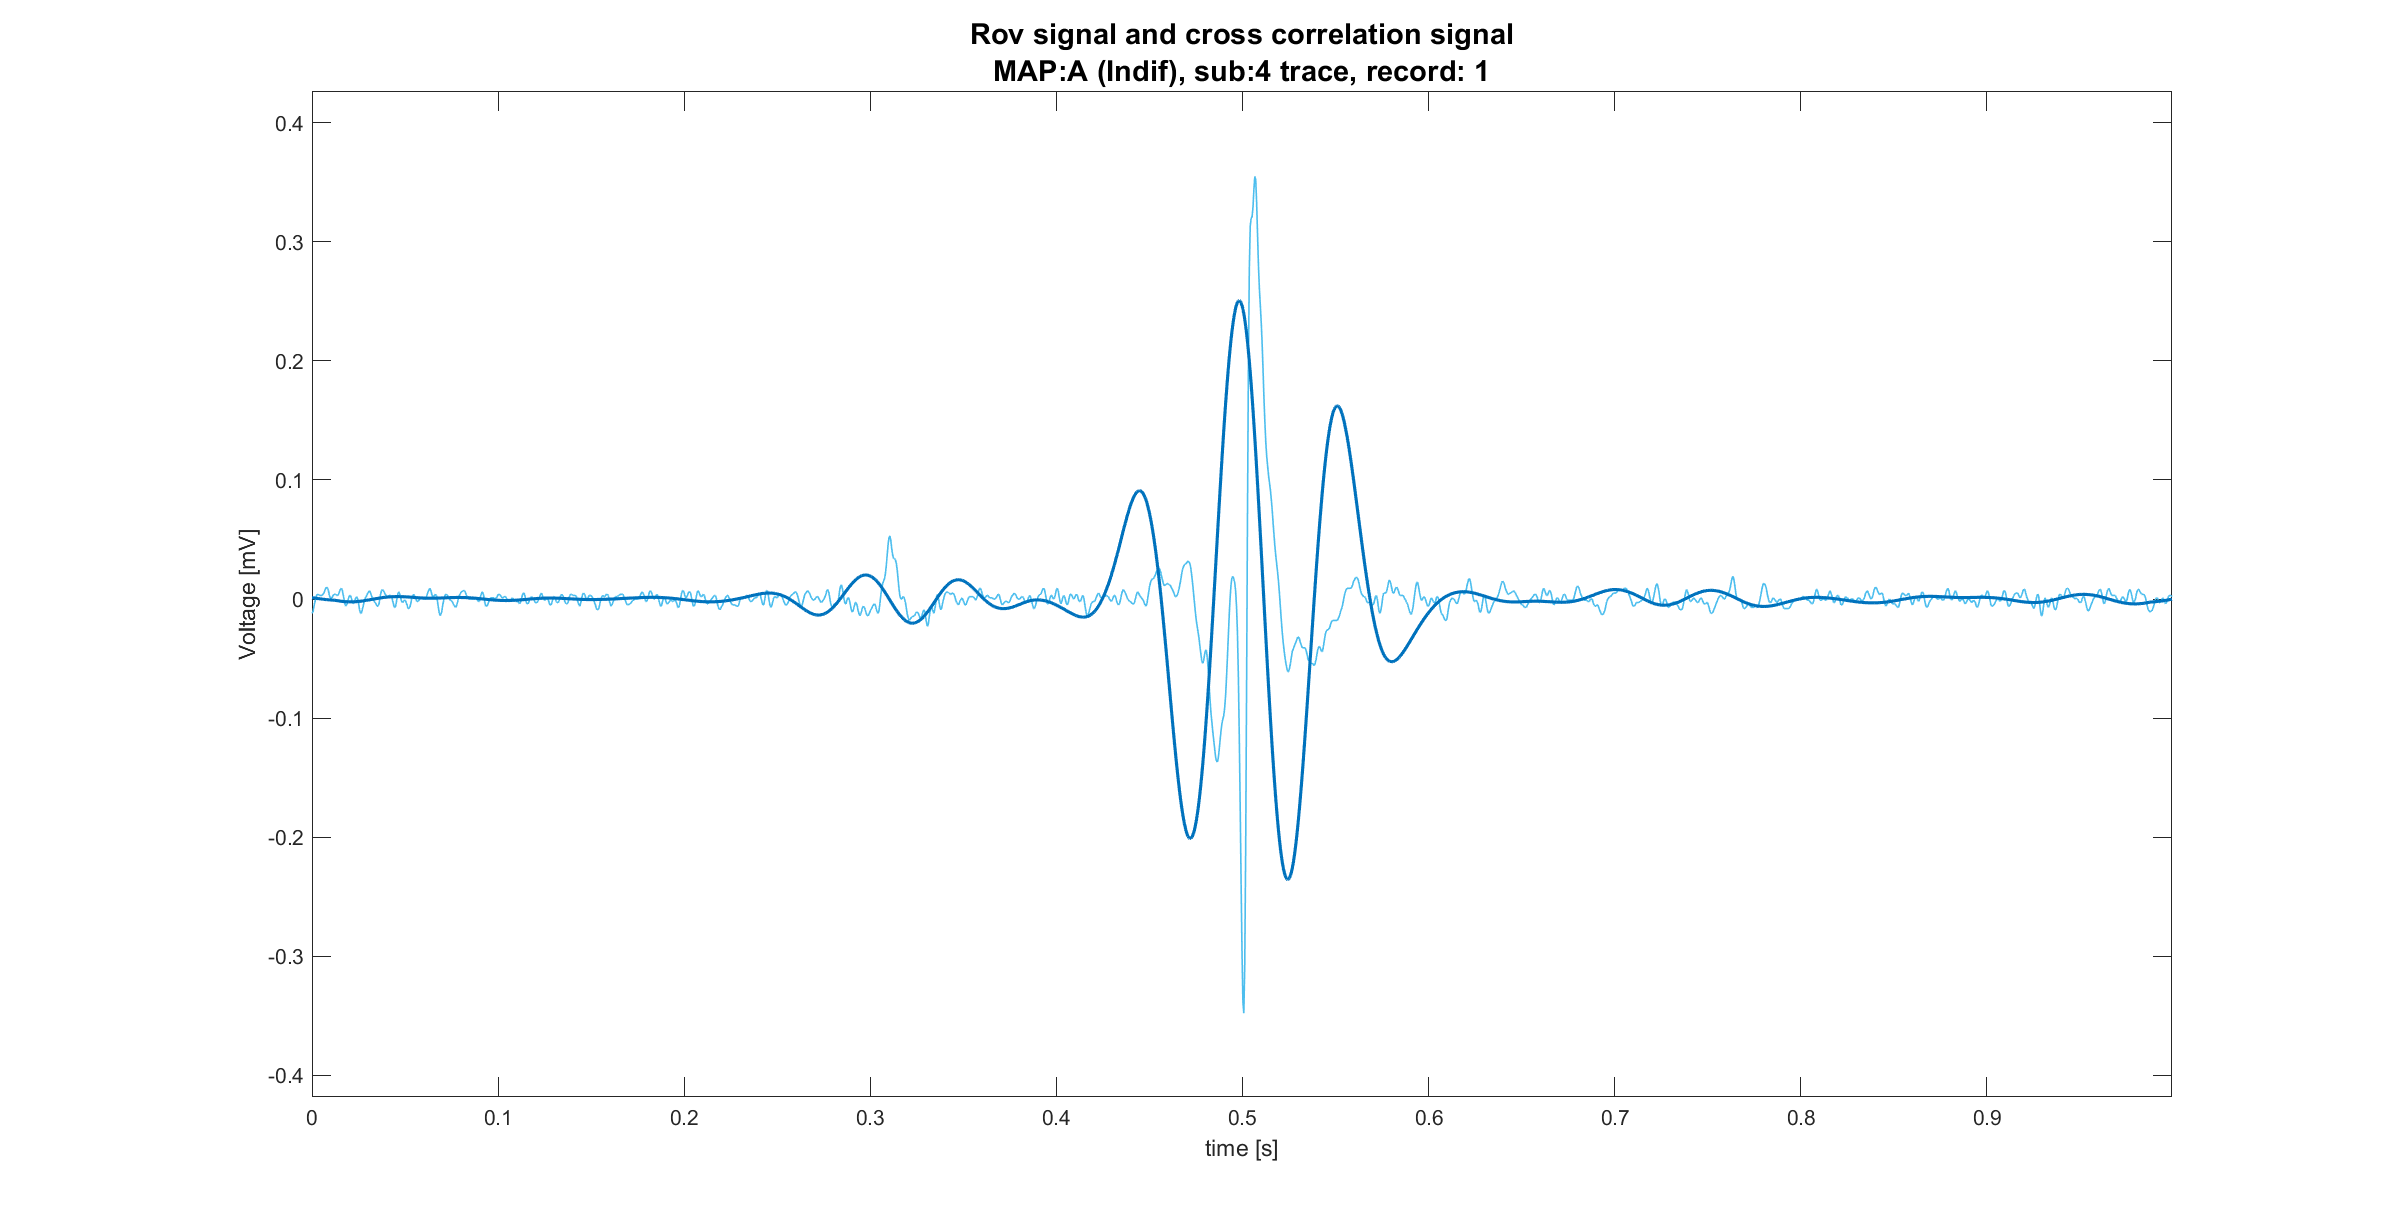 Rov signal and cross correlation signal
MAP:A (Indif), sub:4 trace, record: 1
0.4
0.3
0.2
0.1
0
-0.1
-0.2
-0.3
-0.4
Voltage [mV]
0 0.1 0.2 0.3 0.4 0.5 0.6 0.7 0.8 0.9
time [s]